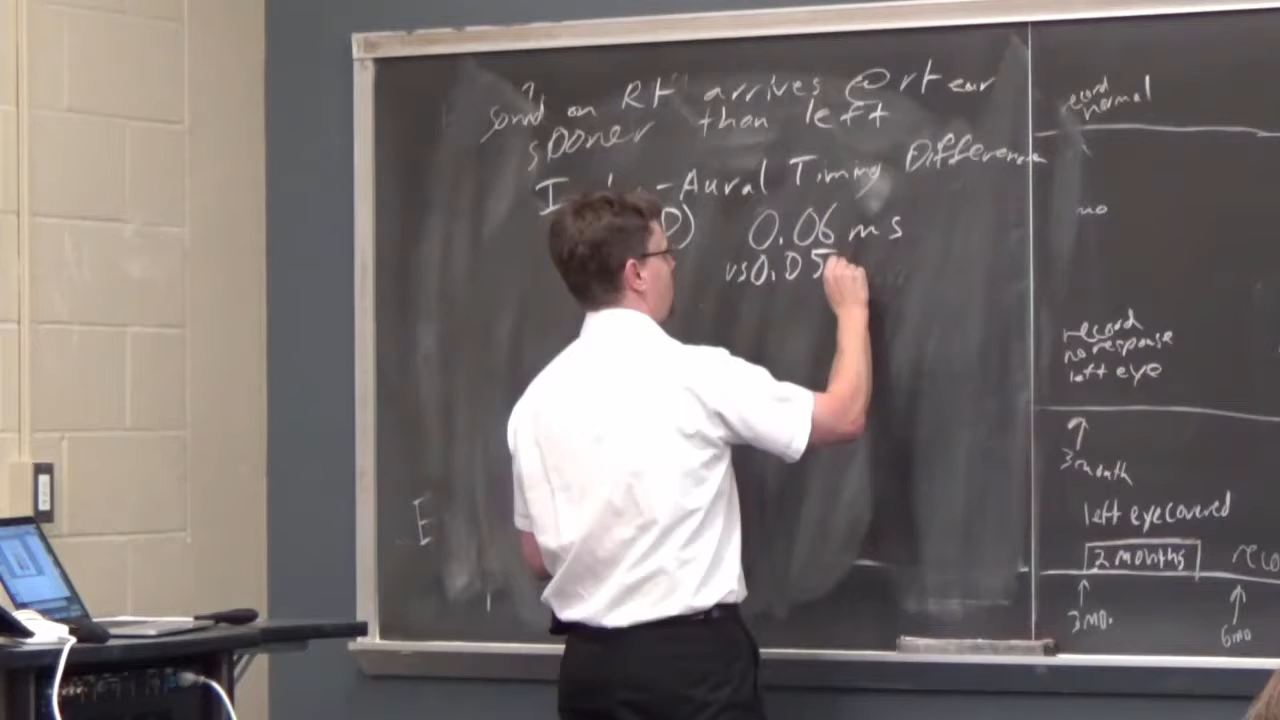 sound on Rt arrives @ rt ear
sooner than left
-Aural Timing Differences
D) 0.06 ms
vs 0.05
E
record
normal
no
record
no response
left eye
↑
3 month
left eye covered
2 months
↑ ↑
3 mo. 6 mo